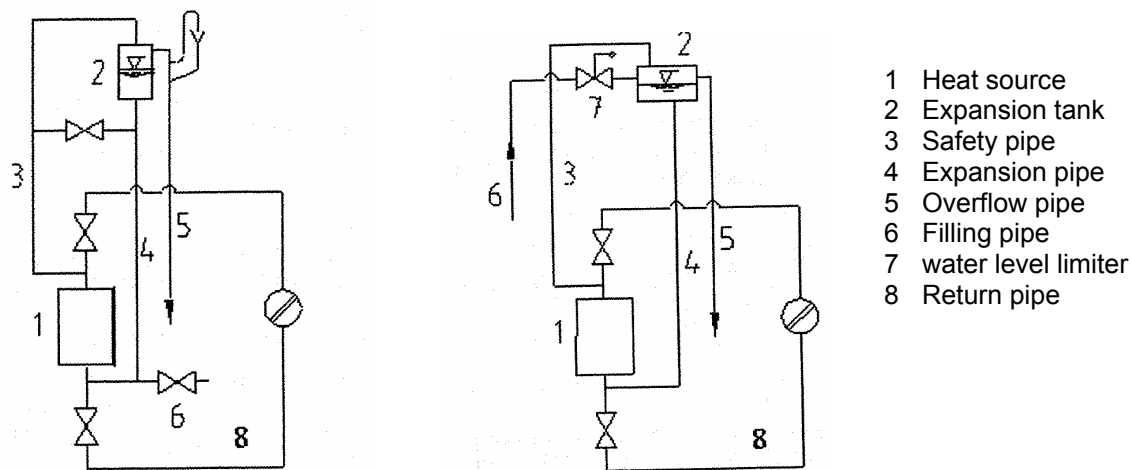 2
3
4
5
1
6
8
2
7
6
3
4
5
1
8
1 Heat source
2 Expansion tank
3 Safety pipe
4 Expansion pipe
5 Overflow pipe
6 Filling pipe
7 water level limiter
8 Return pipe